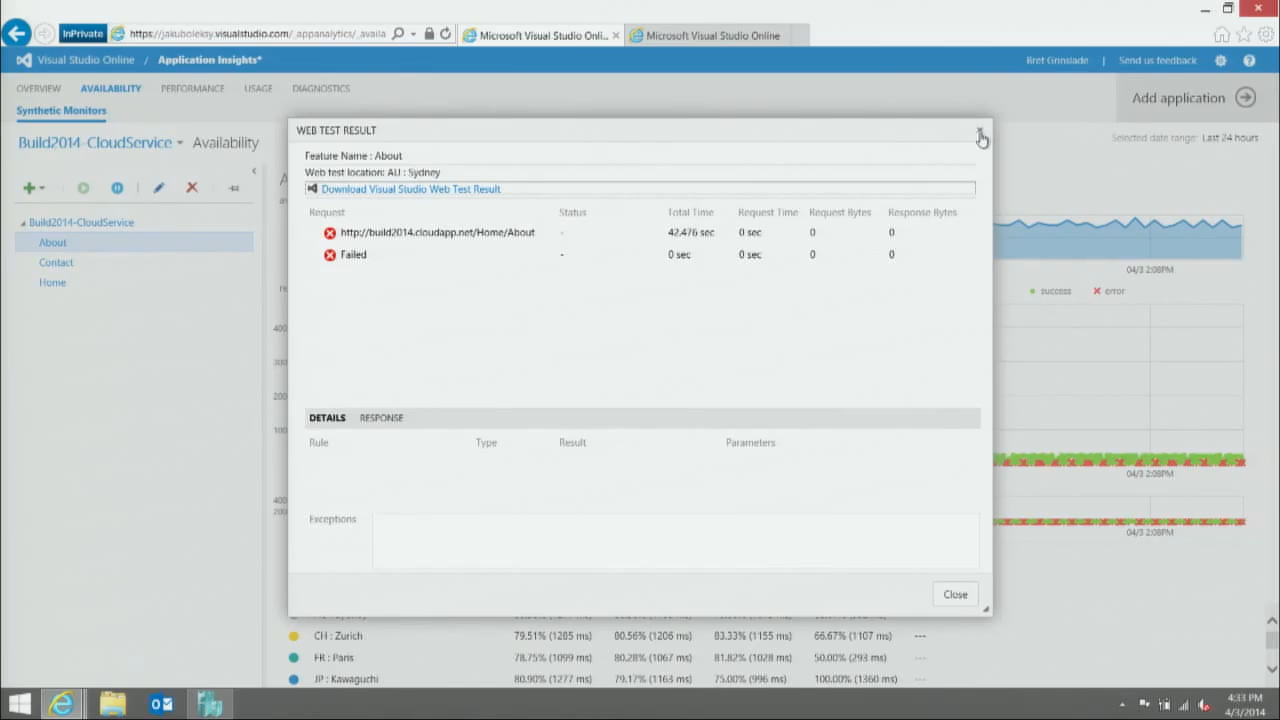 InPrivate https://jakuboleksy.visualstudio.com/_appanalytics/_availa Microsoft Visual Studio Onli... Microsoft Visual Studio Online
Visual Studio Online / Application Insights* Bret Grinslade | Send us feedback
OVERVIEW AVAILABILITY PERFORMANCE USAGE DIAGNOSTICS
Add application
Synthetic Monitors
Build2014-CloudService Availability
Selected date range: Last 24 hours
WEB TEST RESULT
Feature Name : About
Web test location: AU : Sydney
Download Visual Studio Web Test Result
Request Status Total Time Request Time Request Bytes Response Bytes
http://build2014.cloudapp.net/Home/About - 42.476 sec 0 sec 0 0
Failed - 0 sec 0 sec 0 0
Build2014-CloudService
About
Contact
Home
04/3 2:08PM
success error
400
300
200
100
DETAILS RESPONSE
Rule Type Result Parameters
04/3 2:08PM
400
200
Exceptions
04/3 2:08PM
Close
CH : Zurich 79.51% (1285 ms) 80.56% (1206 ms) 83.33% (1155 ms) 66.67% (1107 ms) ---
FR : Paris 78.75% (1099 ms) 80.28% (1067 ms) 81.82% (1028 ms) 50.00% (293 ms) ---
JP : Kawaguchi 80.90% (1277 ms) 79.17% (1163 ms) 75.00% (996 ms) 100.00% (1360 ms) ---
4:33 PM
4/3/2014